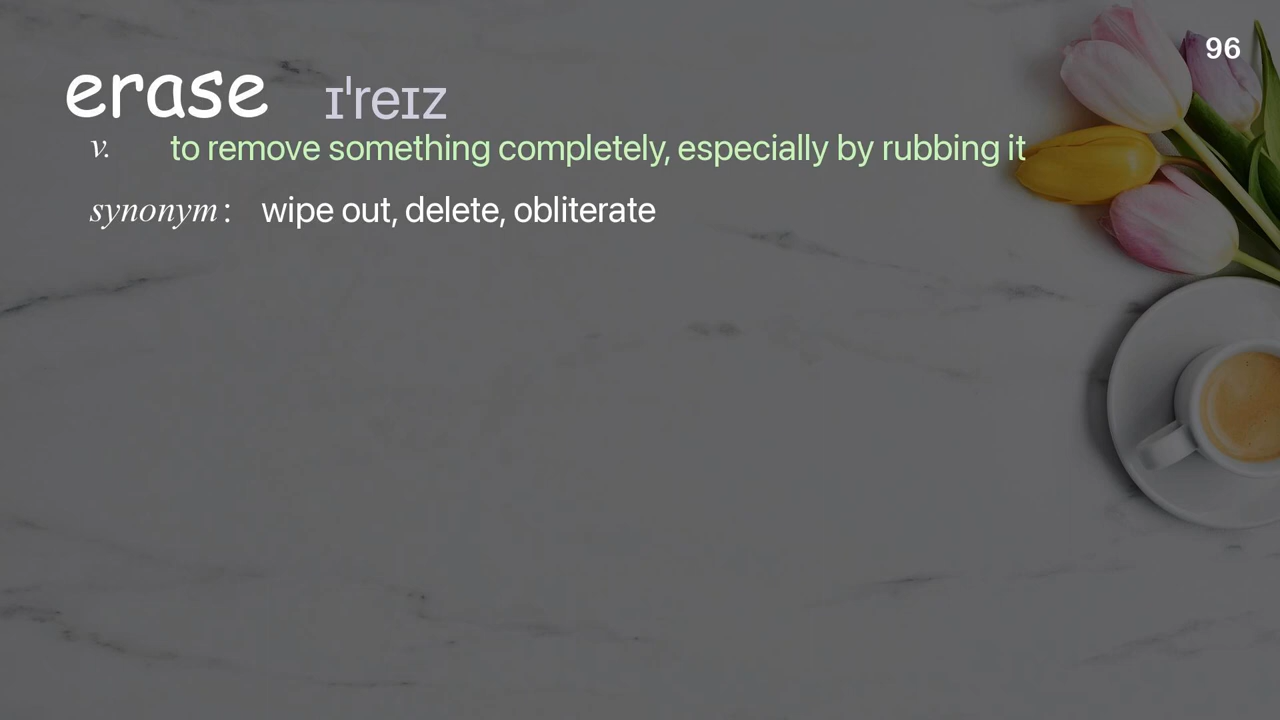 96
erase ɪˈreɪz
v. to remove something completely, especially by rubbing it
synonym: wipe out, delete, obliterate